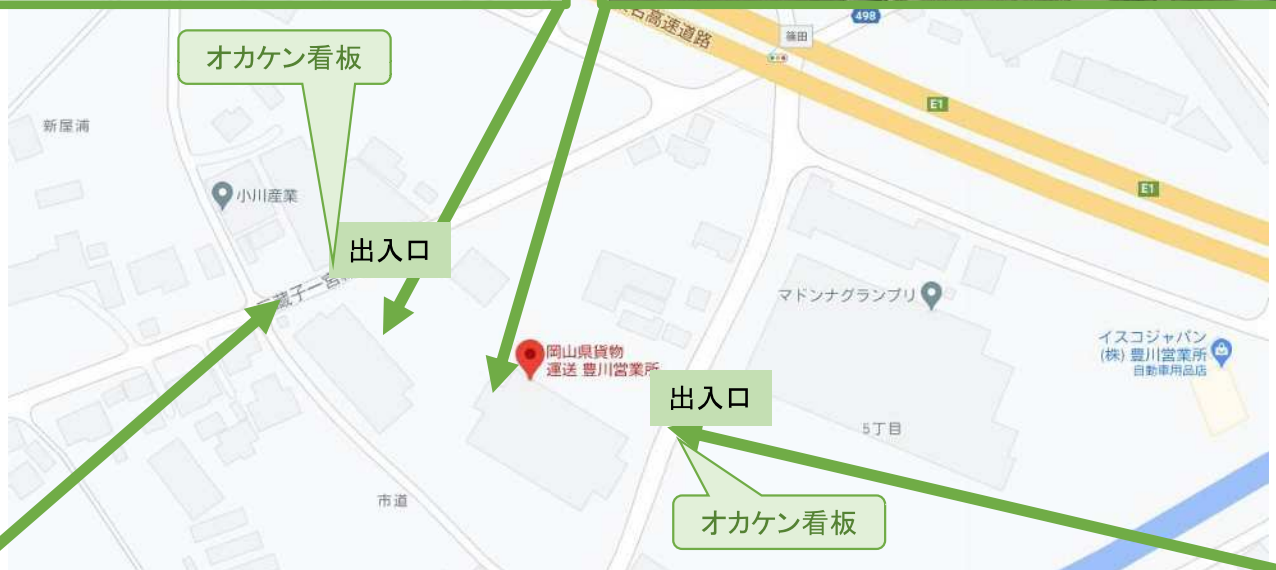 名高速道路
498
篠田
オカケン看板
E1
新屋浦
E1
小川産業
出入口
蔵子一宮
マドンナグランプリ
岡山県貨物
運送 豊川営業所
イスコジャパン
(株) 豊川営業所
自動車用品店
出入口
5丁目
市道
オカケン看板